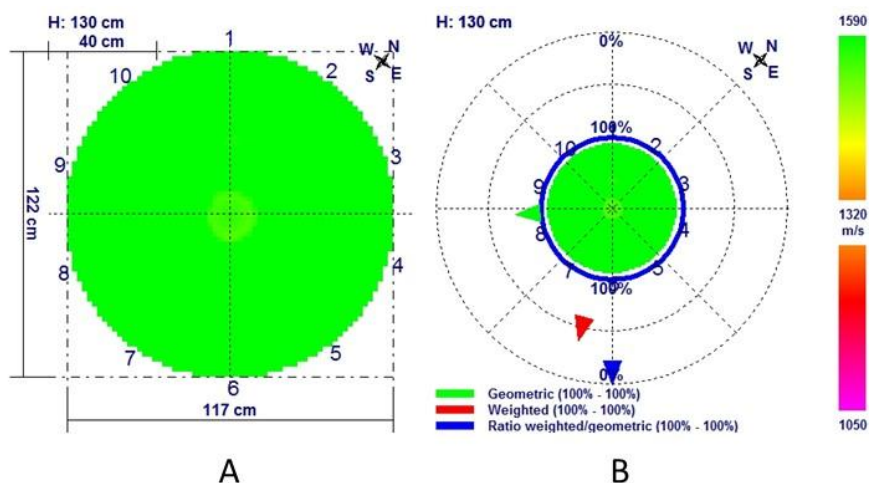 H: 130 cm
40 cm
1
W N
S E
10
2
9
3
122 cm
8
4
7
5
6
117 cm
A
H: 130 cm
0%
W N
S E
100%
10
2
9
3
8
4
7
5
100%
0%
Geometric (100% - 100%)
Weighted (100% - 100%)
Ratio weighted/geometric (100% - 100%)
B
1590
1320
m/s
1050